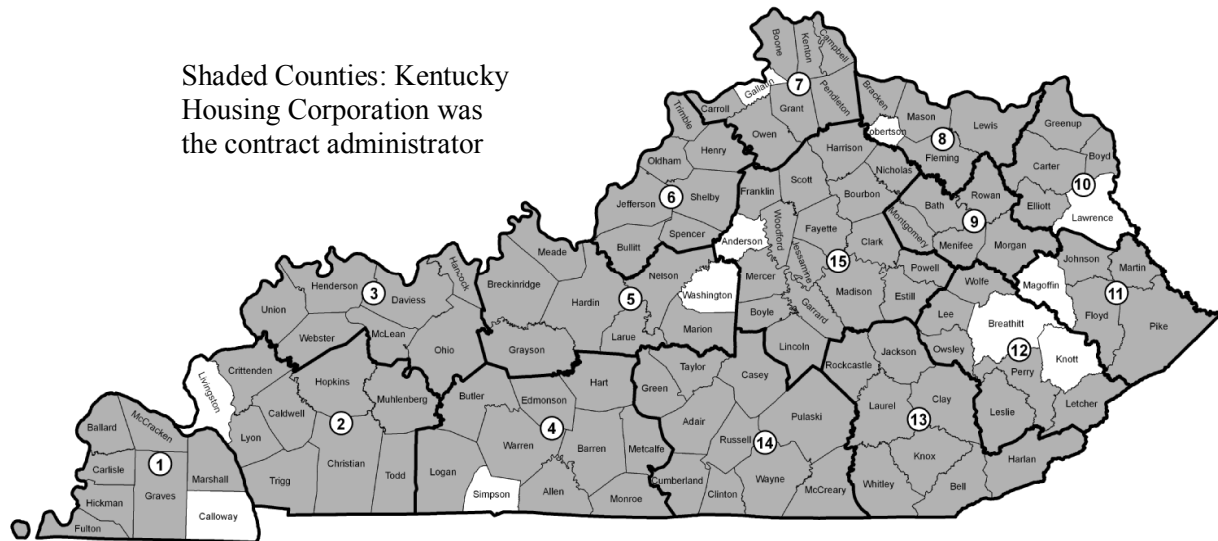 Shaded Counties: Kentucky
Housing Corporation was
the contract administrator
Boone
Kenton
Campbell
7
Gallatin
Carroll
Grant
Pendleton
Owen
Trimble
Bracken
Mason
Lewis
Robertson
8
Fleming
Greenup
Boyd
Carter
10
Elliott
Lawrence
Henry
Oldham
Jefferson
6
Shelby
Spencer
Bullitt
Harrison
Nicholas
Scott
Franklin
Bourbon
Woodford
Fayette
Anderson
Jessamine
15
Clark
Mercer
Madison
Powell
Estill
Boyle
Garrard
Lincoln
Rowan
Bath
9
Montgomery
Menifee
Morgan
Johnson
Martin
Magoffin
11
Floyd
Pike
Meade
Hancock
Breckinridge
Nelson
Washington
Hardin
5
Larue
Marion
Grayson
Henderson
3
Daviess
Union
McLean
Webster
Ohio
Wolfe
Lee
Breathitt
Owsley
12
Knott
Perry
Leslie
Letcher
Livingston
Crittenden
Hopkins
Muhlenberg
Caldwell
2
Lyon
Christian
Trigg
Todd
Hart
Butler
Edmonson
Warren
4
Barren
Metcalfe
Logan
Simpson
Allen
Monroe
Taylor
Casey
Green
Adair
Pulaski
Russell
14
Wayne
Cumberland
Clinton
McCreary
Rockcastle
Jackson
Laurel
Clay
13
Knox
Harlan
Whitley
Bell
McCracken
Ballard
1
Carlisle
Marshall
Graves
Hickman
Calloway
Fulton